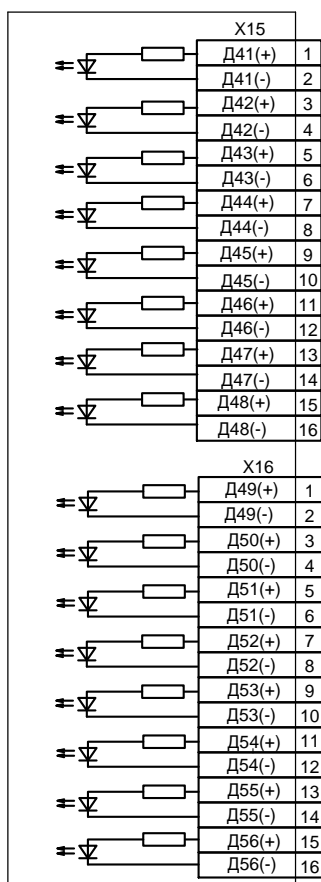 X15
Д41(+) 1
Д41(-) 2
Д42(+) 3
Д42(-) 4
Д43(+) 5
Д43(-) 6
Д44(+) 7
Д44(-) 8
Д45(+) 9
Д45(-) 10
Д46(+) 11
Д46(-) 12
Д47(+) 13
Д47(-) 14
Д48(+) 15
Д48(-) 16
X16
Д49(+) 1
Д49(-) 2
Д50(+) 3
Д50(-) 4
Д51(+) 5
Д51(-) 6
Д52(+) 7
Д52(-) 8
Д53(+) 9
Д53(-) 10
Д54(+) 11
Д54(-) 12
Д55(+) 13
Д55(-) 14
Д56(+) 15
Д56(-) 16